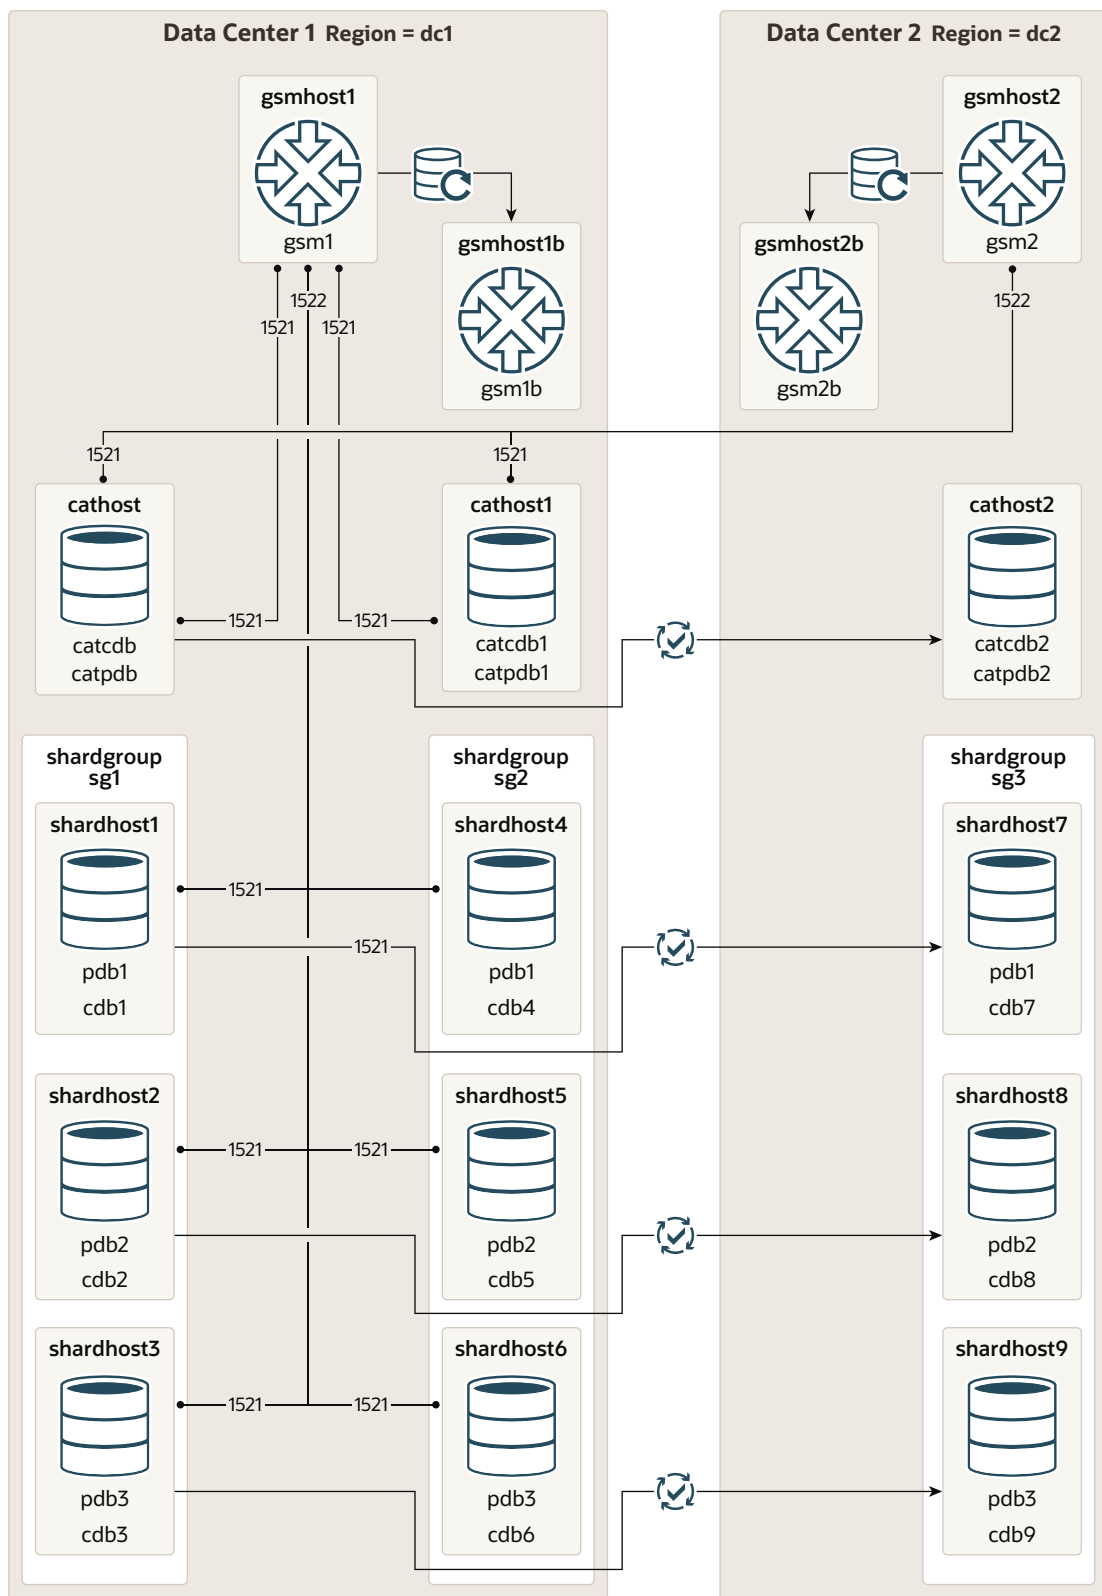 Data Center 1 Region = dc1
Data Center 2 Region = dc2
gsmhost1
gsm1
gsmhost1b
gsm1b
gsmhost2b
gsm2b
gsmhost2
gsm2
1522
1521
1521
1522
1521
1521
cathost
catcdb
catpdb
1521
1521
cathost1
catcdb1
catpdb1
cathost2
catcdb2
catpdb2
shardgroup
sg1
shardgroup
sg2
shardgroup
sg3
shardhost1
pdb1
cdb1
1521
1521
shardhost4
pdb1
cdb4
shardhost7
pdb1
cdb7
shardhost2
pdb2
cdb2
1521
1521
shardhost5
pdb2
cdb5
shardhost8
pdb2
cdb8
shardhost3
pdb3
cdb3
1521
1521
shardhost6
pdb3
cdb6
shardhost9
pdb3
cdb9